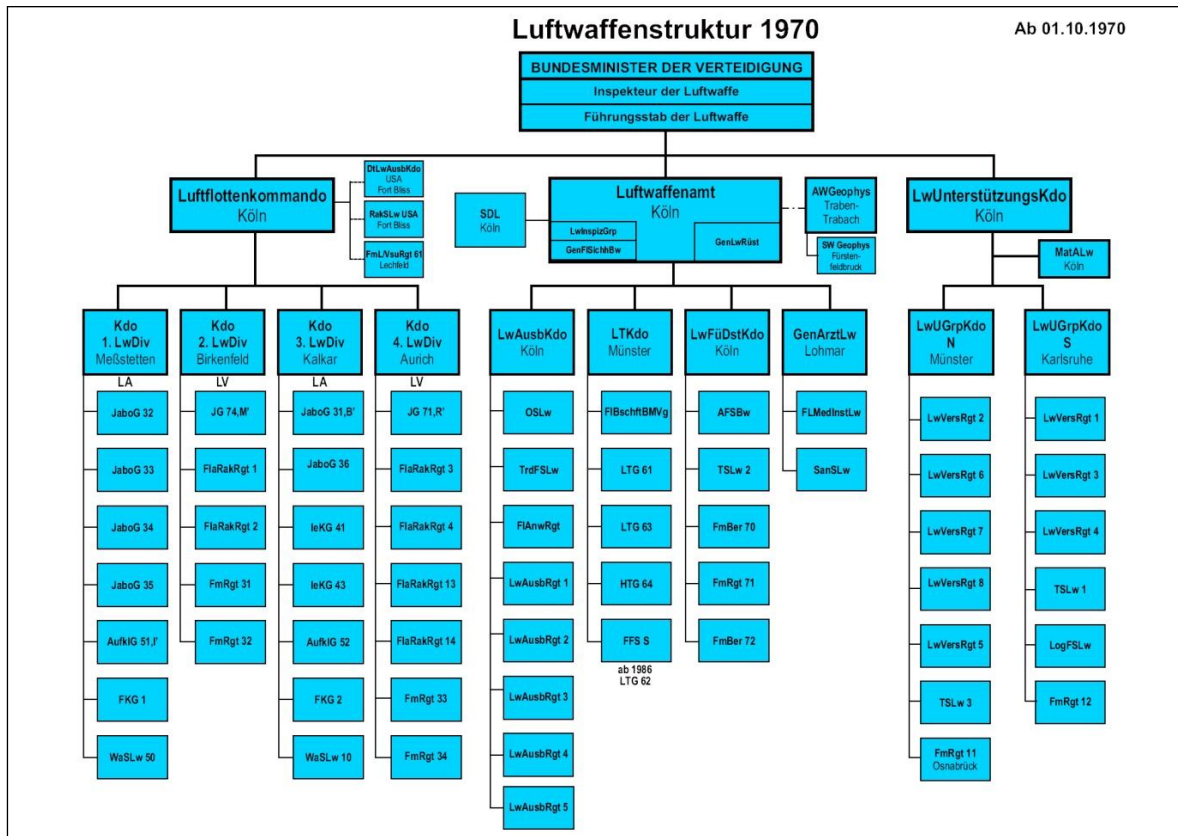 Luftwaffenstruktur 1970
Ab 01.10.1970
BUNDESMINISTER DER VERTEIDIGUNG
Inspekteur der Luftwaffe
Führungsstab der Luftwaffe
Luftflottenkommando
Köln
DtLwAusbKdo
USA
Fort Bliss
RakSLw USA
Fort Bliss
FmL/VsuRgt 61
Lechfeld
SDL
Köln
Luftwaffenamt
Köln
LwInspizGrp
GenFlSichhBw
GenLwRüst
AWGeophys
Traben-
Trabach
SW Geophys
Fürsten-
feldbruck
LwUnterstützungsKdo
Köln
MatALw
Köln
Kdo
1. LwDiv
Meßstetten
LA
JaboG 32
JaboG 33
JaboG 34
JaboG 35
AufklG 51,I'
FKG 1
WaSLw 50
Kdo
2. LwDiv
Birkenfeld
LV
JG 74,M'
FlaRakRgt 1
FlaRakRgt 2
FmRgt 31
FmRgt 32
Kdo
3. LwDiv
Kalkar
LA
JaboG 31,B'
JaboG 36
leKG 41
leKG 43
AufklG 52
FKG 2
WaSLw 10
Kdo
4. LwDiv
Aurich
LV
JG 71,R'
FlaRakRgt 3
FlaRakRgt 4
FlaRakRgt 13
FlaRakRgt 14
FmRgt 33
FmRgt 34
LwAusbKdo
Köln
OSLw
TrdFSLw
FlAnwRgt
LwAusbRgt 1
LwAusbRgt 2
LwAusbRgt 3
LwAusbRgt 4
LwAusbRgt 5
LTKdo
Münster
FlBschftBMVg
LTG 61
LTG 63
HTG 64
FFS S
ab 1986
LTG 62
LwFüDstKdo
Köln
AFSBw
TSLw 2
FmBer 70
FmRgt 71
FmBer 72
GenArztLw
Lohmar
FLMedInstLw
SanSLw
LwUGrpKdo
N
Münster
LwVersRgt 2
LwVersRgt 6
LwVersRgt 7
LwVersRgt 8
LwVersRgt 5
TSLw 3
FmRgt 11
Osnabrück
LwUGrpKdo
S
Karlsruhe
LwVersRgt 1
LwVersRgt 3
LwVersRgt 4
TSLw 1
LogFSLw
FmRgt 12